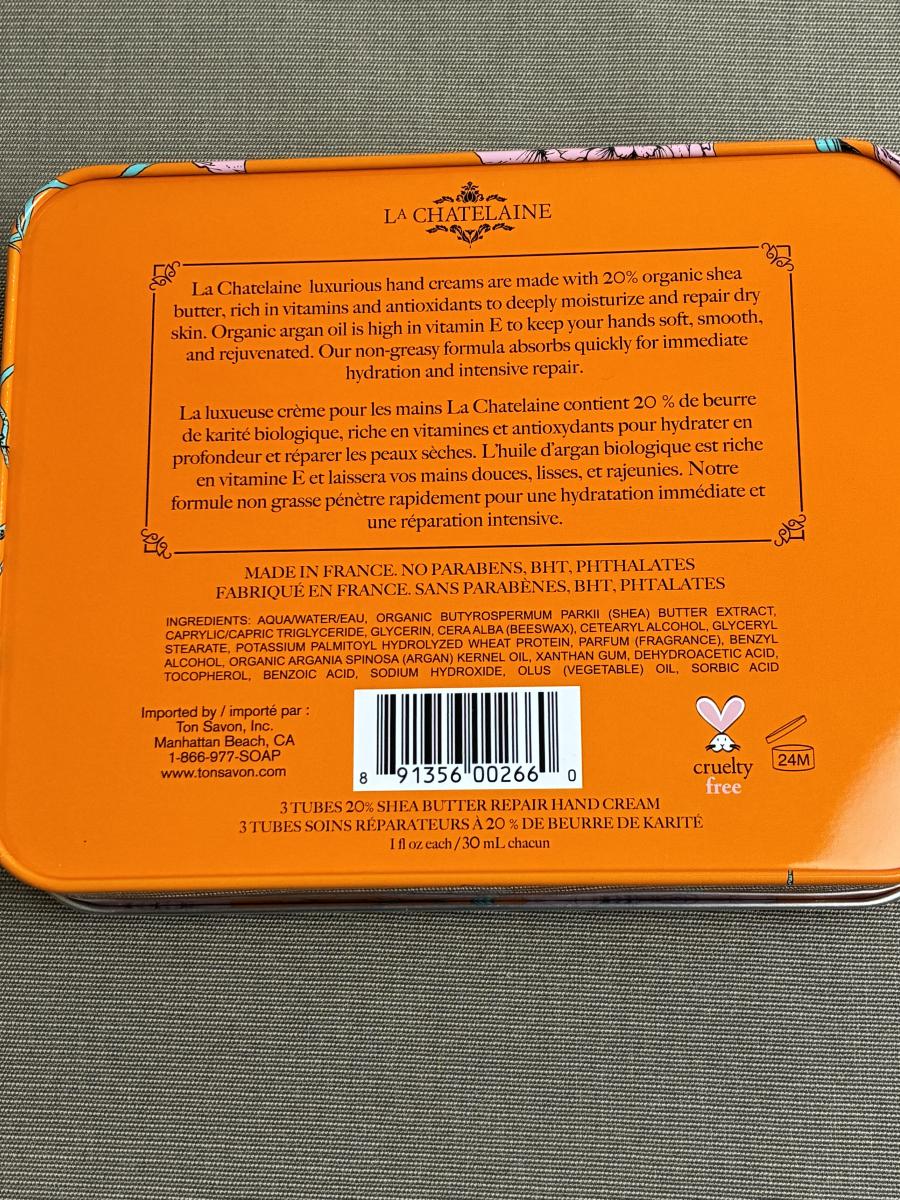 LA CHATELAINE
La Chatelaine luxurious hand creams are made with 20% organic shea
butter, rich in vitamins and antioxidants to deeply moisturize and repair dry
skin. Organic argan oil is high in vitamin E to keep your hands soft, smooth,
and rejuvenated. Our non-greasy formula absorbs quickly for immediate
hydration and intensive repair.
La luxueuse crème pour les mains La Chatelaine contient 20 % de beurre
de karité biologique, riche en vitamines et antioxydants pour hydrater en
profondeur et réparer les peaux sèches. L'huile d'argan biologique est riche
en vitamine E et laissera vos mains douces, lisses, et rajeunies. Notre
formule non grasse pénètre rapidement pour une hydratation immédiate et
une réparation intensive.
MADE IN FRANCE. NO PARABENS, BHT, PHTHALATES
FABRIQUÉ EN FRANCE. SANS PARABÈNES, BHT, PHTALATES
INGREDIENTS: AQUA/WATER/EAU, ORGANIC BUTYROSPERMUM PARKII (SHEA) BUTTER EXTRACT,
CAPRYLIC/CAPRIC TRIGLYCERIDE, GLYCERIN, CERA ALBA (BEESWAX), CETEARYL ALCOHOL, GLYCERYL
STEARATE, POTASSIUM PALMITOYL HYDROLYZED WHEAT PROTEIN, PARFUM (FRAGRANCE), BENZYL
ALCOHOL, ORGANIC ARGANIA SPINOSA (ARGAN) KERNEL OIL, XANTHAN GUM, DEHYDROACETIC ACID,
TOCOPHEROL, BENZOIC ACID, SODIUM HYDROXIDE, OLUS (VEGETABLE) OIL, SORBIC ACID
Imported by / importé par :
Ton Savon, Inc.
Manhattan Beach, CA
1-866-977-SOAP
www.tonsavon.com
8 91356 00266 0
cruelty
free
24M
3 TUBES 20% SHEA BUTTER REPAIR HAND CREAM
3 TUBES SOINS RÉPARATEURS À 20 % DE BEURRE DE KARITÉ
1 fl oz each / 30 mL chacun